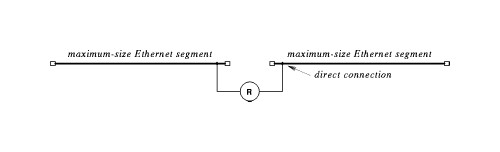 maximum-size Ethernet segment
maximum-size Ethernet segment
direct connection
R